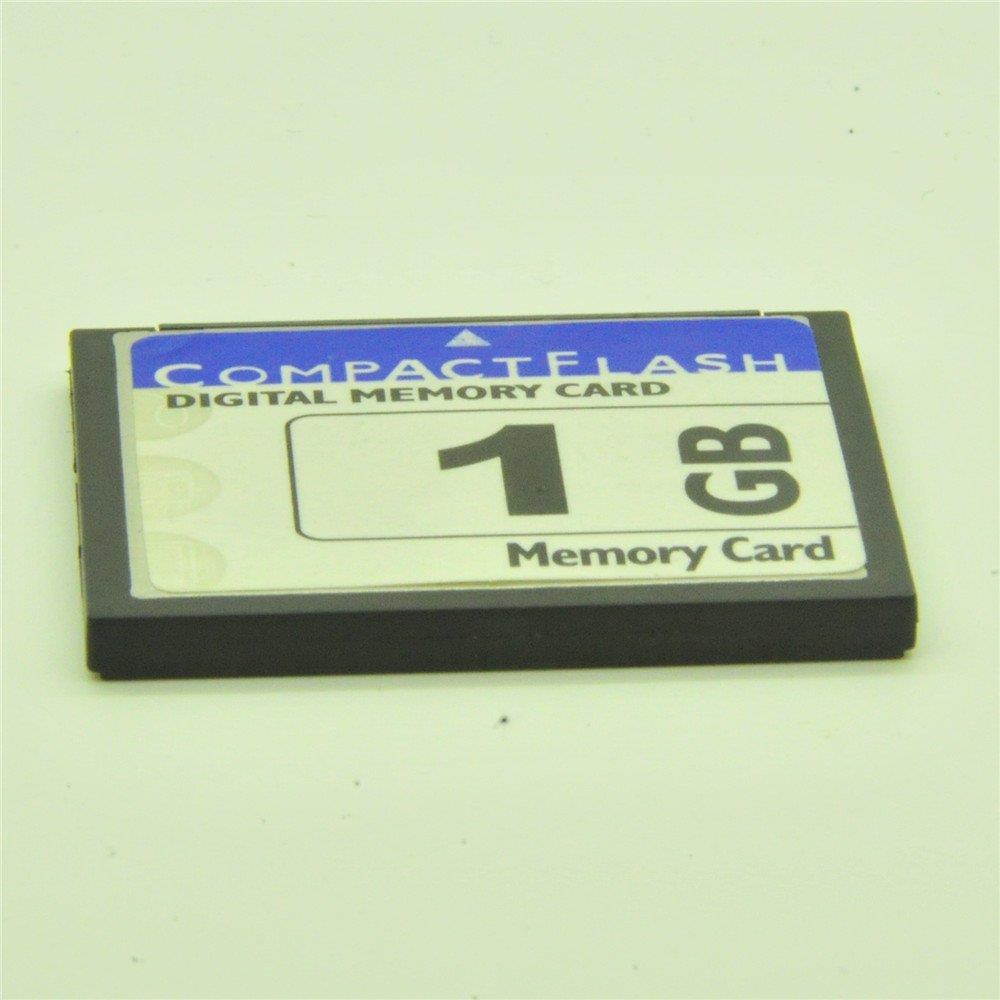 COMPACTFLASH
DIGITAL MEMORY CARD
1 GB
Memory Card